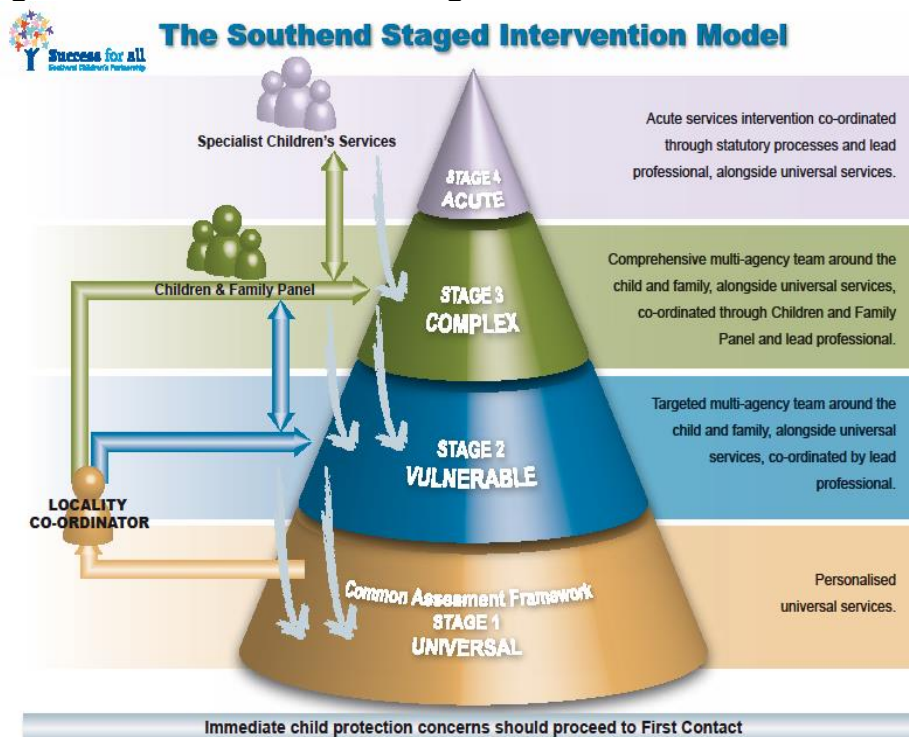 The Southend Staged Intervention Model
Success for all
Southend Children's Partnership
Specialist Children's Services
STAGE 4
ACUTE
Acute services intervention co-ordinated
through statutory processes and lead
professional, alongside universal services.
Children & Family Panel
STAGE 3
COMPLEX
Comprehensive multi-agency team around the
child and family, alongside universal services,
co-ordinated through Children and Family
Panel and lead professional.
STAGE 2
VULNERABLE
Targeted multi-agency team around the
child and family, alongside universal
services, co-ordinated by lead
professional.
LOCALITY
CO-ORDINATOR
Common Assesment Framework
STAGE 1
UNIVERSAL
Personalised
universal services.
Immediate child protection concerns should proceed to First Contact